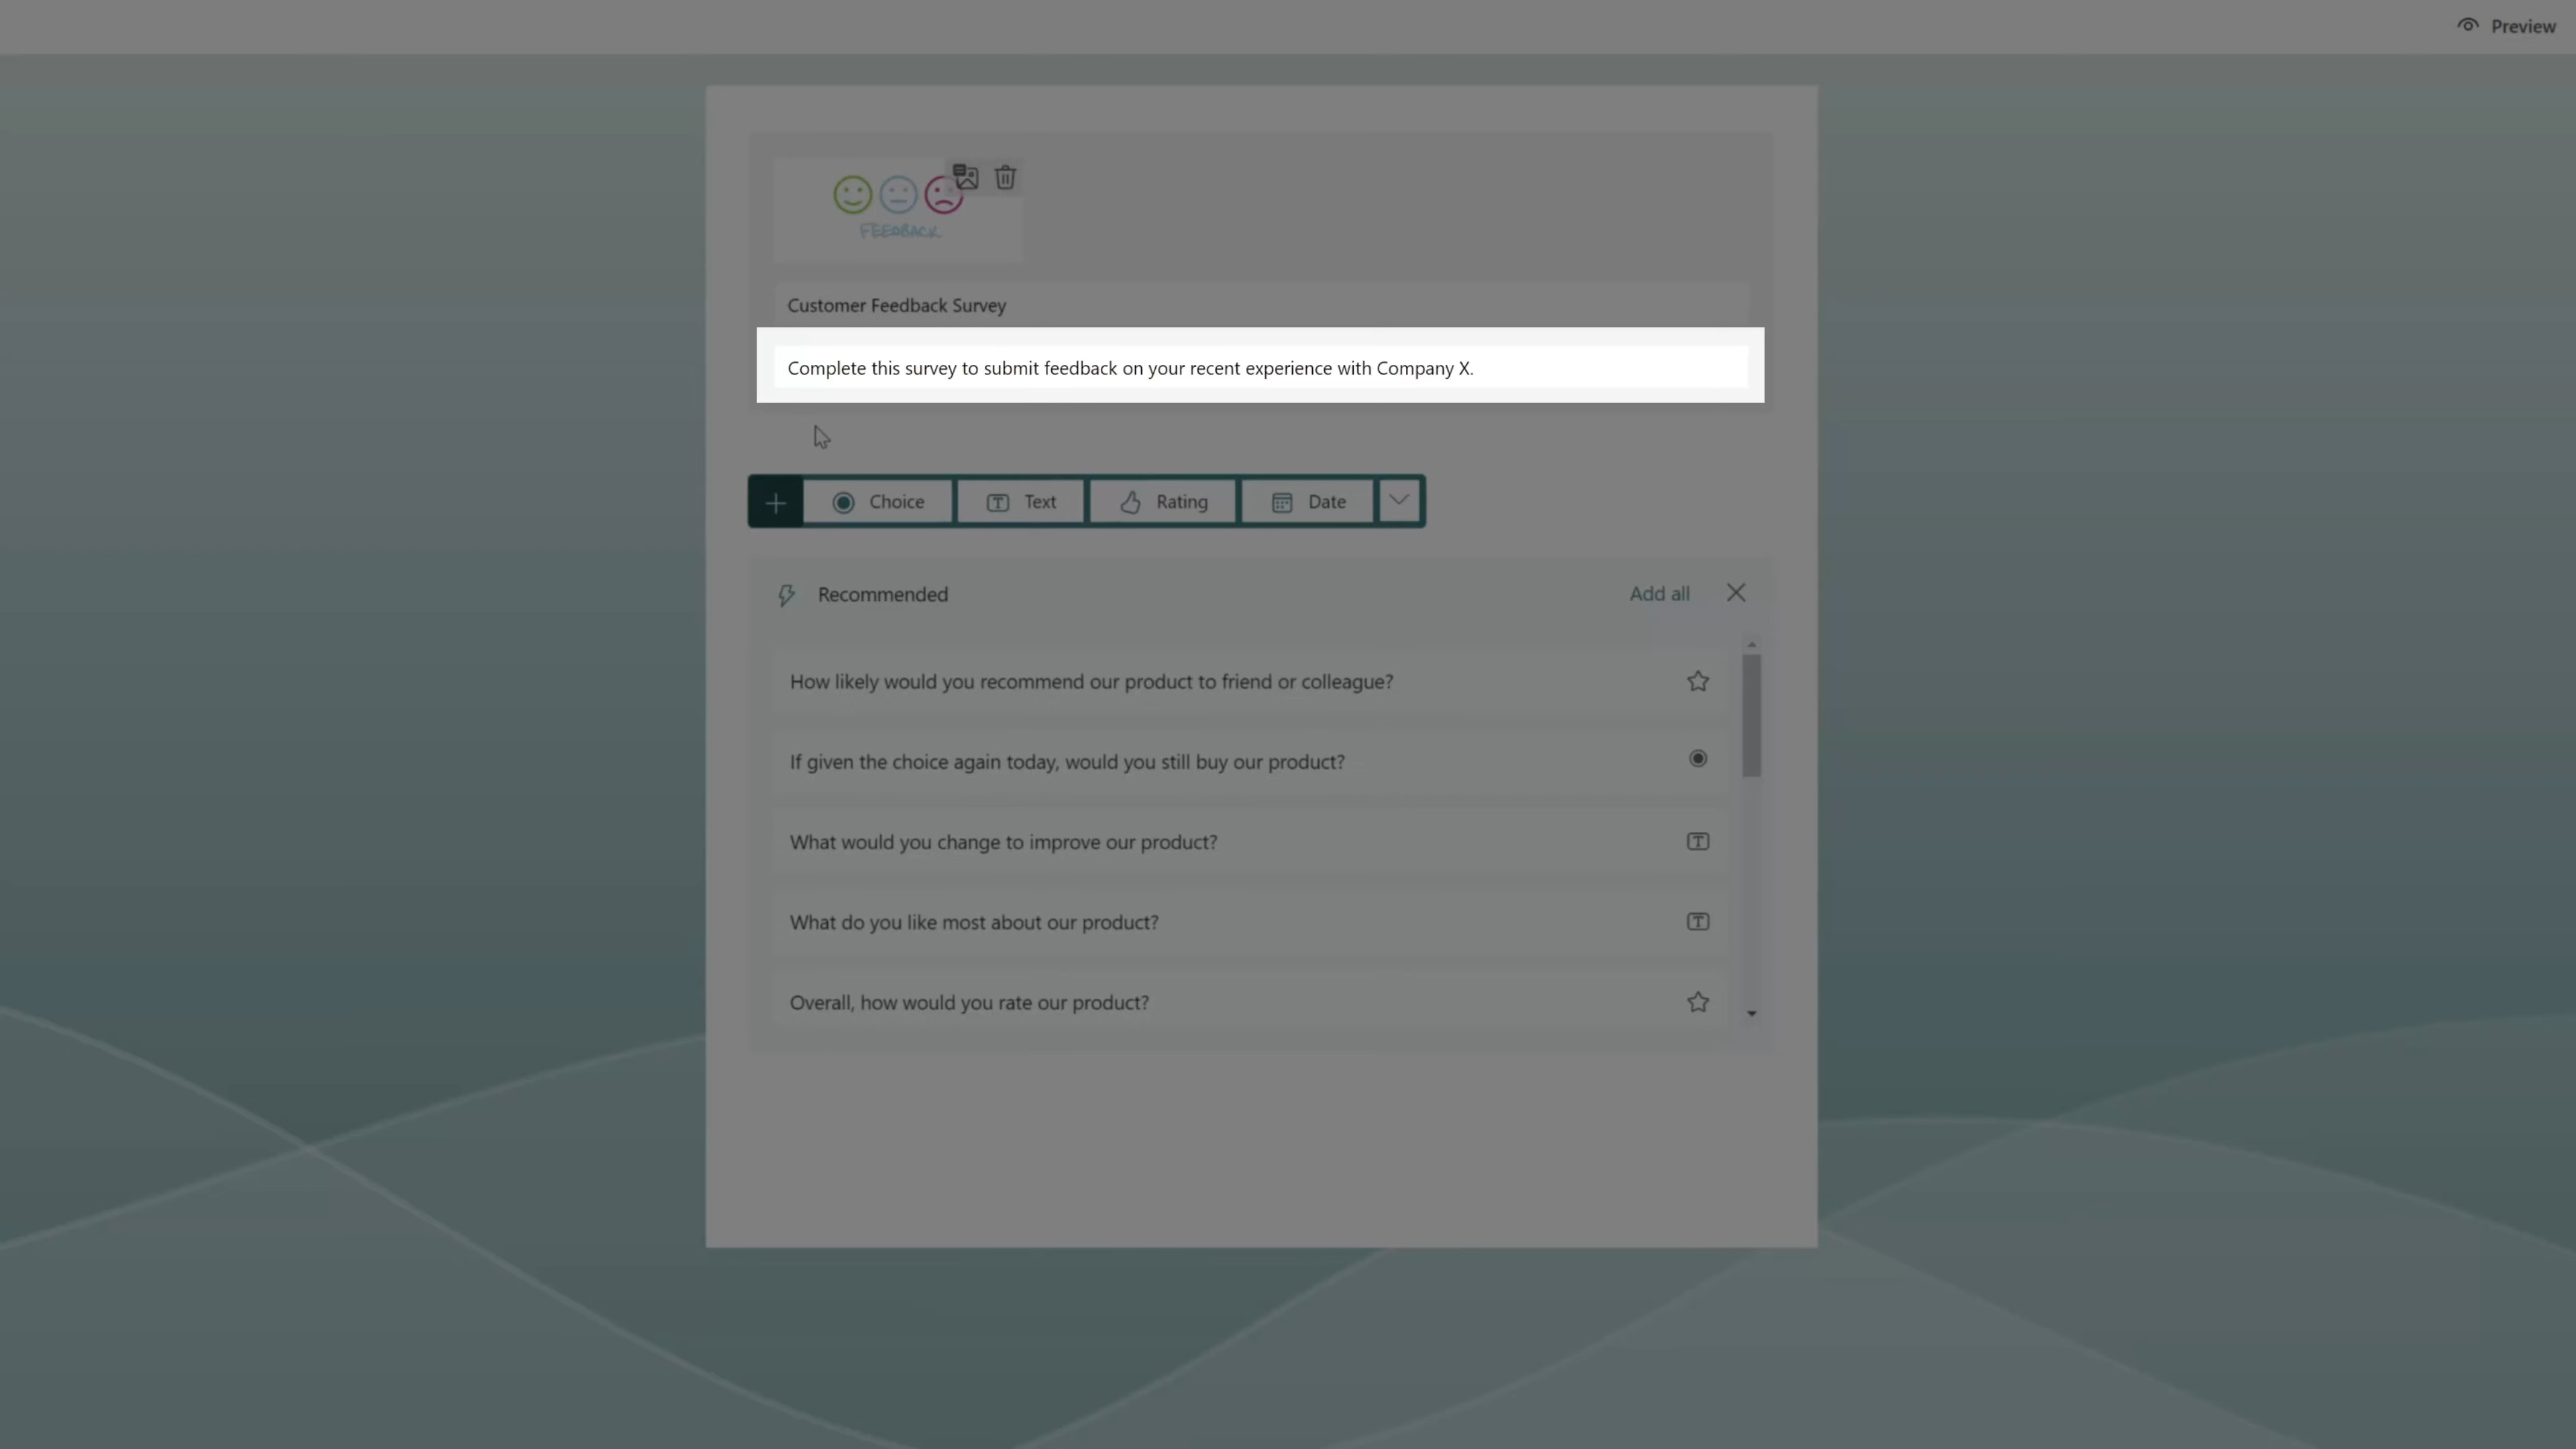 Preview
FEEDBACK
Customer Feedback Survey
Complete this survey to submit feedback on your recent experience with Company X.
Choice
Text
Rating
Date
Recommended
Add all
How likely would you recommend our product to friend or colleague?
If given the choice again today, would you still buy our product?
What would you change to improve our product?
What do you like most about our product?
Overall, how would you rate our product?